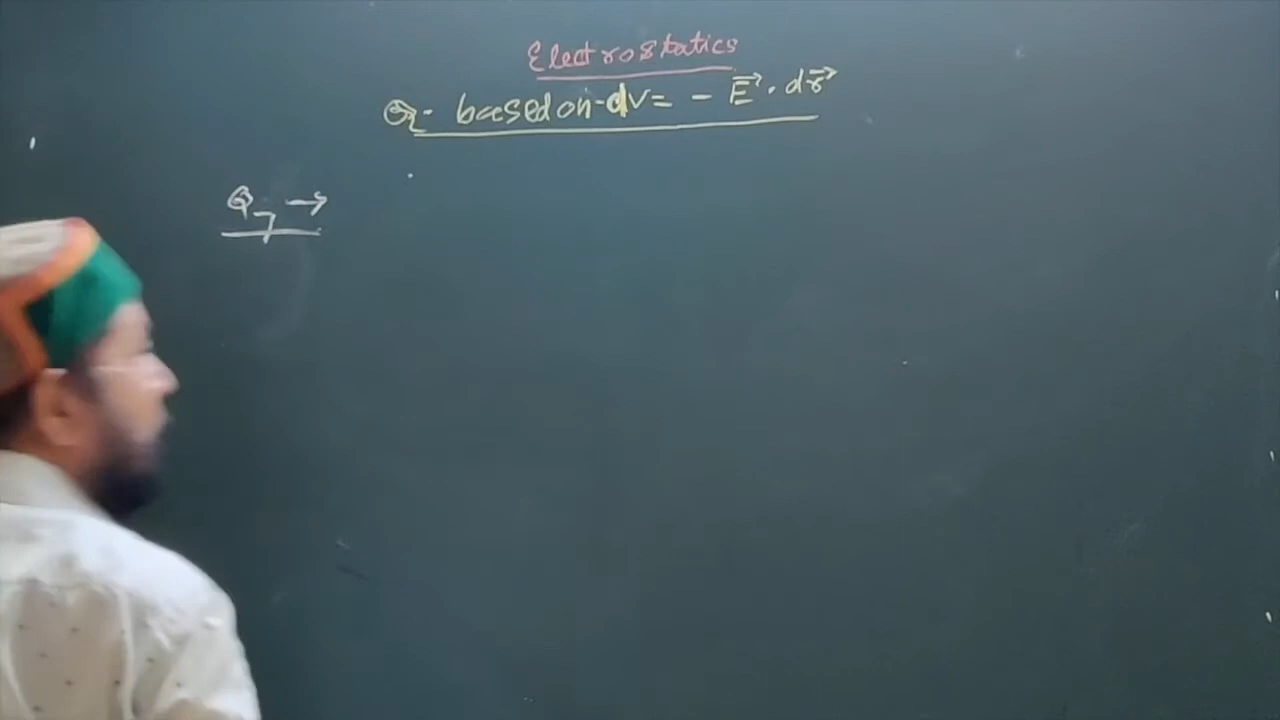 Electrostatics
Q. based on dV = - E⃗ . dr⃗
Q7 →